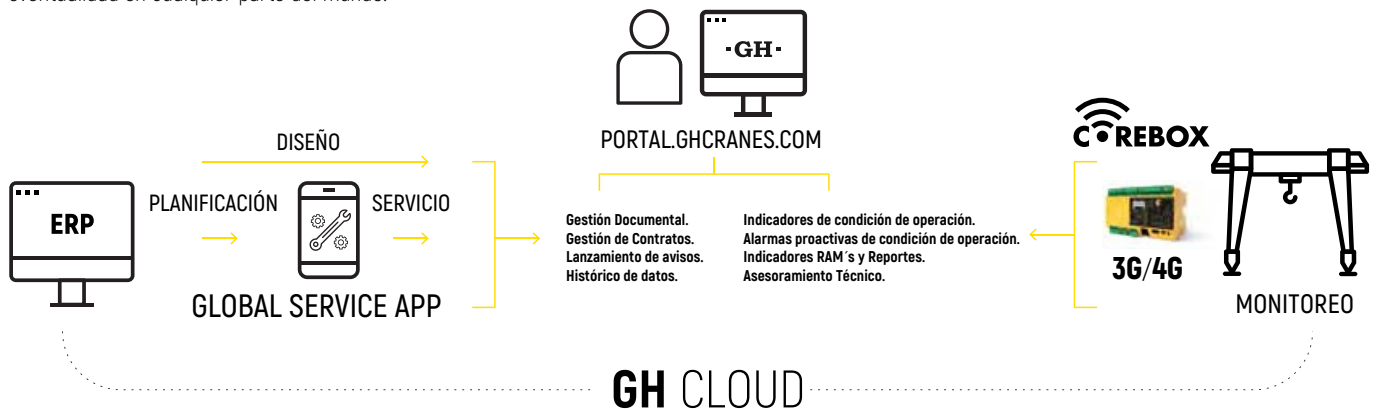 ·GH·
PORTAL.GHCRANES.COM
DISEÑO
ERP
PLANIFICACIÓN
SERVICIO
GLOBAL SERVICE APP
Gestión Documental.
Gestión de Contratos.
Lanzamiento de avisos.
Histórico de datos.
Indicadores de condición de operación.
Alarmas proactivas de condición de operación.
Indicadores RAM´s y Reportes.
Asesoramiento Técnico.
COREBOX
3G/4G
MONITOREO
GH CLOUD